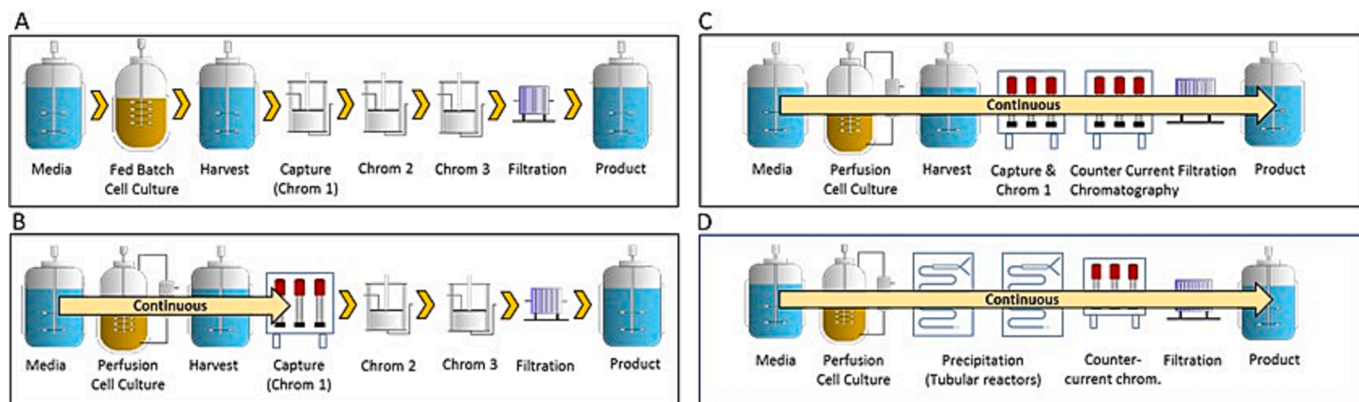 A
Media
Fed Batch
Cell Culture
Harvest
Capture
(Chrom 1)
Chrom 2
Chrom 3
Filtration
Product
B
Continuous
Media
Perfusion
Cell Culture
Harvest
Capture
(Chrom 1)
Chrom 2
Chrom 3
Filtration
Product
C
Continuous
Media
Perfusion
Cell Culture
Harvest
Capture &
Chrom 1
Counter Current
Chromatography
Filtration
Product
D
Continuous
Media
Perfusion
Cell Culture
Precipitation
(Tubular reactors)
Counter-
current chrom.
Filtration
Product